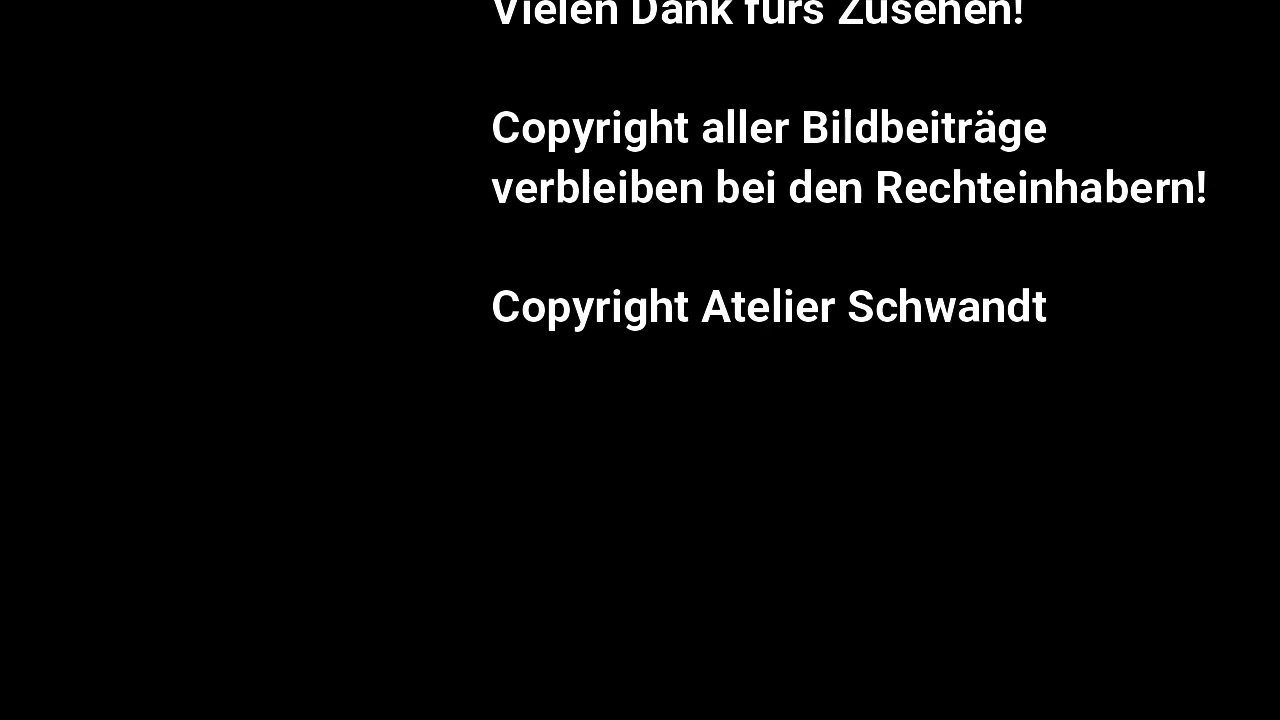 Vielen Dank fürs Zusehen!
Copyright aller Bildbeiträge
verbleiben bei den Rechteinhabern!
Copyright Atelier Schwandt